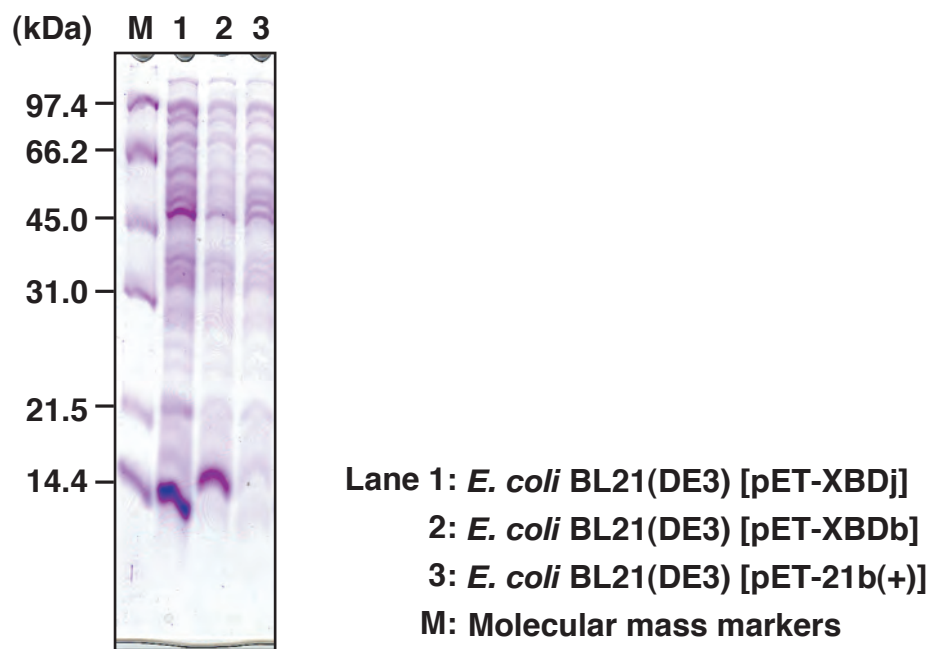 (kDa) M 1 2 3
97.4
66.2
45.0
31.0
21.5
14.4
Lane 1: E. coli BL21(DE3) [pET-XBDj]
2: E. coli BL21(DE3) [pET-XBDb]
3: E. coli BL21(DE3) [pET-21b(+)]
M: Molecular mass markers